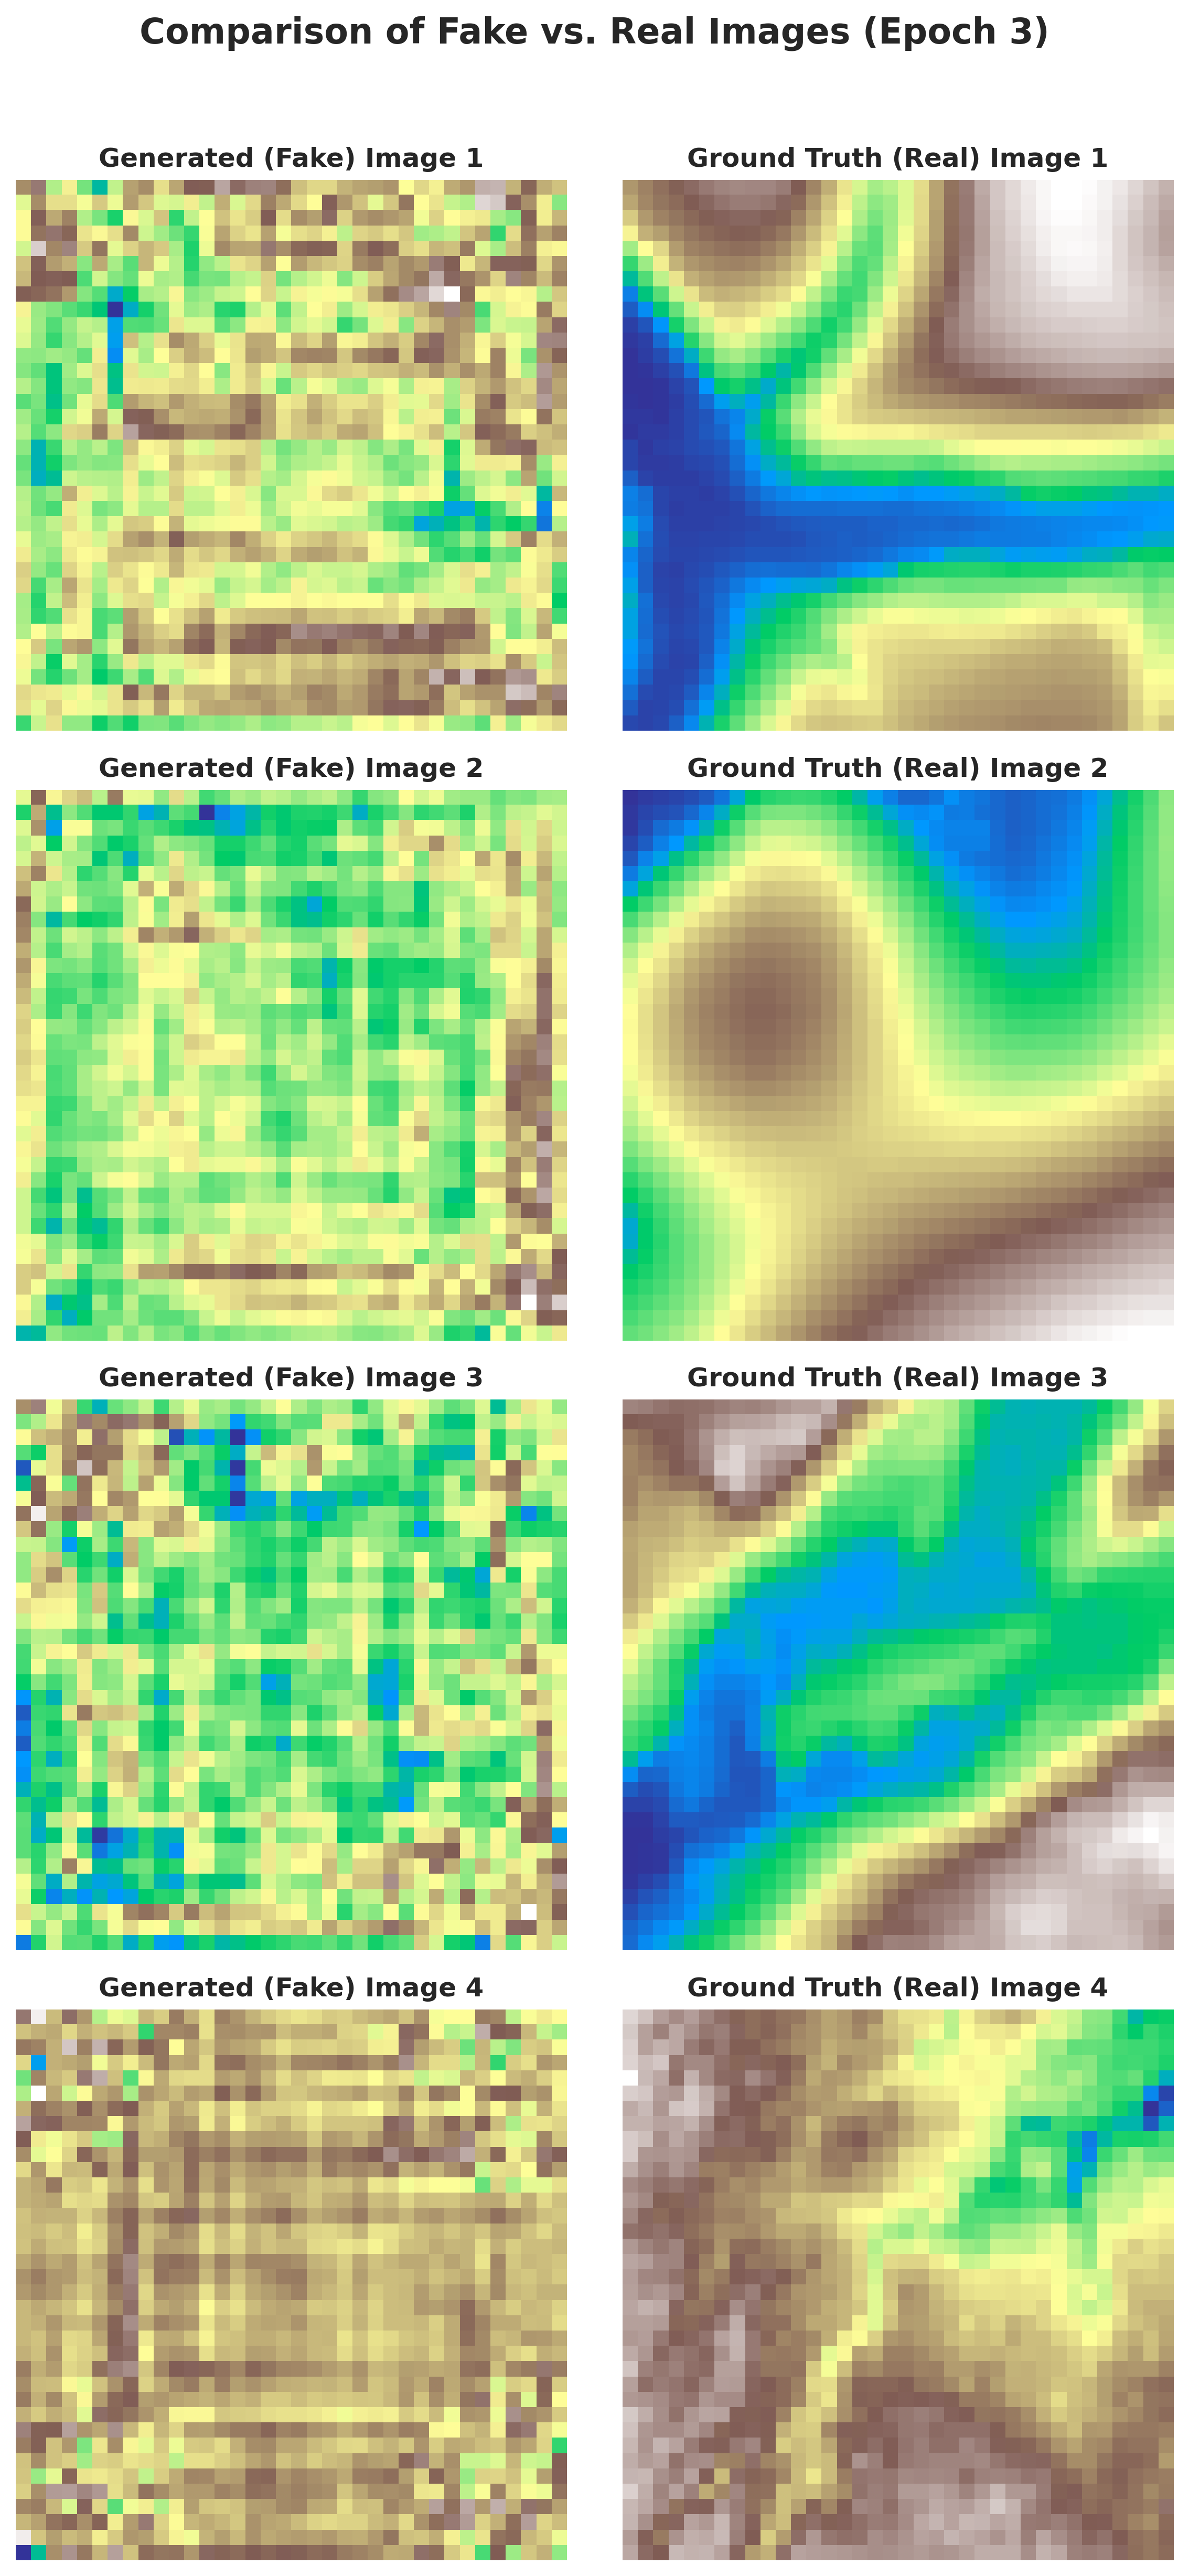 Comparison of Fake vs. Real Images (Epoch 3)
Generated (Fake) Image 1
Ground Truth (Real) Image 1
Generated (Fake) Image 2
Ground Truth (Real) Image 2
Generated (Fake) Image 3
Ground Truth (Real) Image 3
Generated (Fake) Image 4
Ground Truth (Real) Image 4